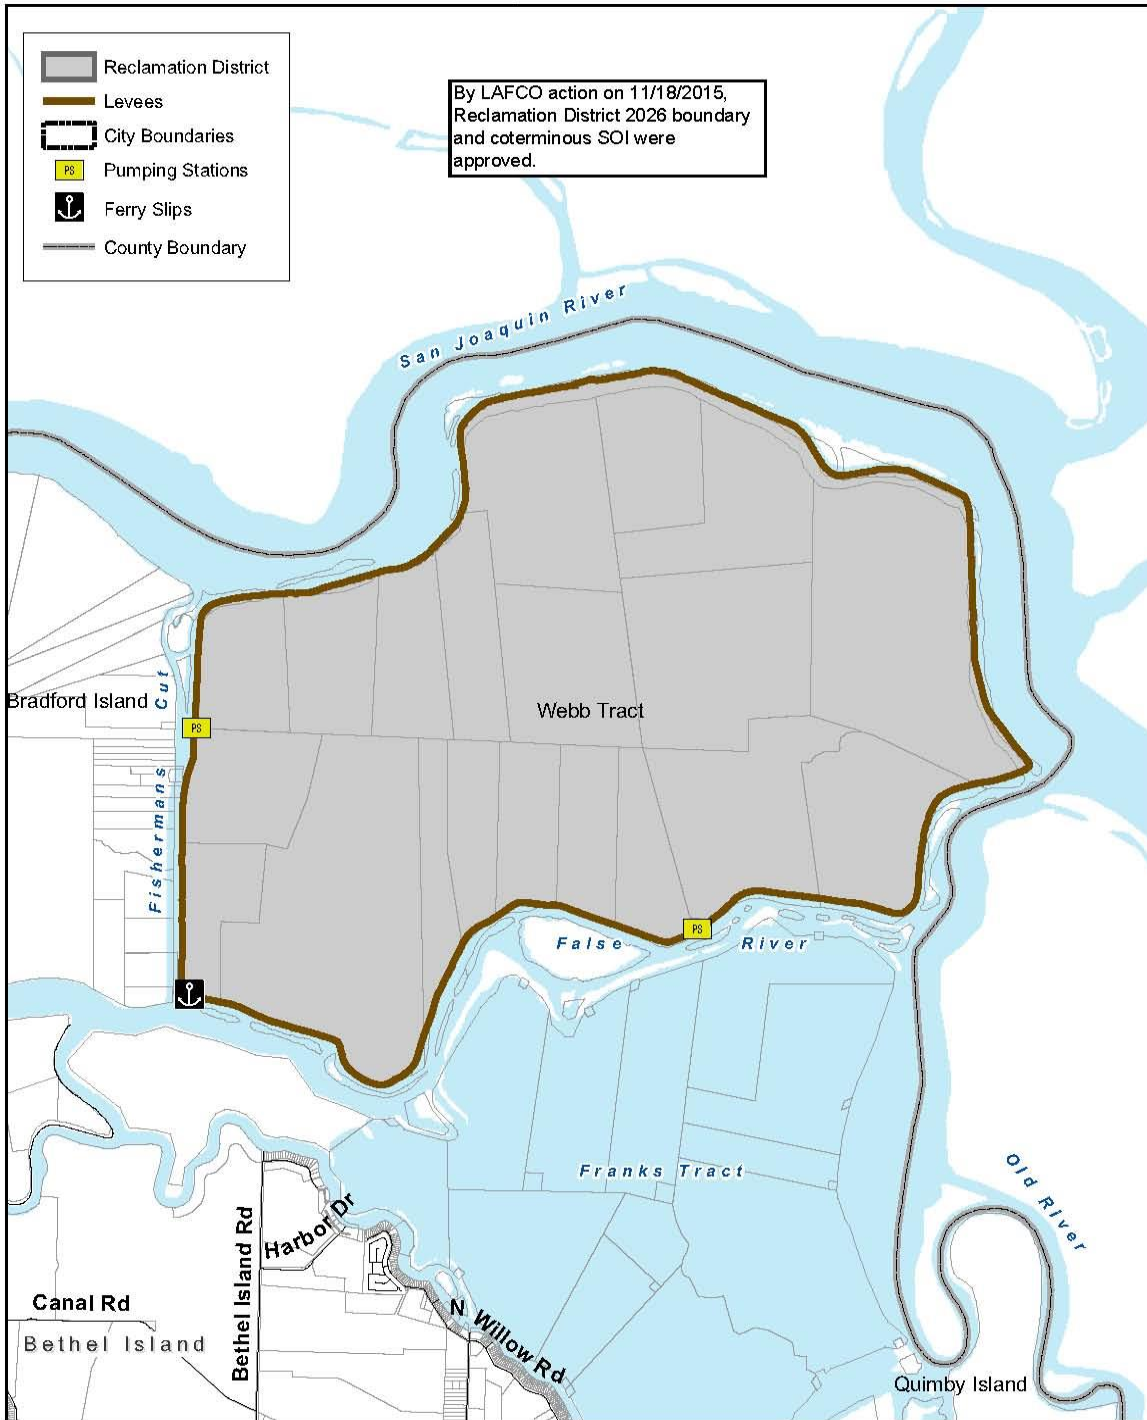 Reclamation District
Levees
City Boundaries
PS Pumping Stations
Ferry Slips
County Boundary
By LAFCO action on 11/18/2015,
Reclamation District 2026 boundary
and coterminous SOI were
approved.
San Joaquin River
Bradford Island
Fishermans Cut
PS
Webb Tract
PS
False River
Franks Tract
Old River
Harbor Dr
Bethel Island Rd
Canal Rd
Bethel Island
N Willow Rd
Quimby Island